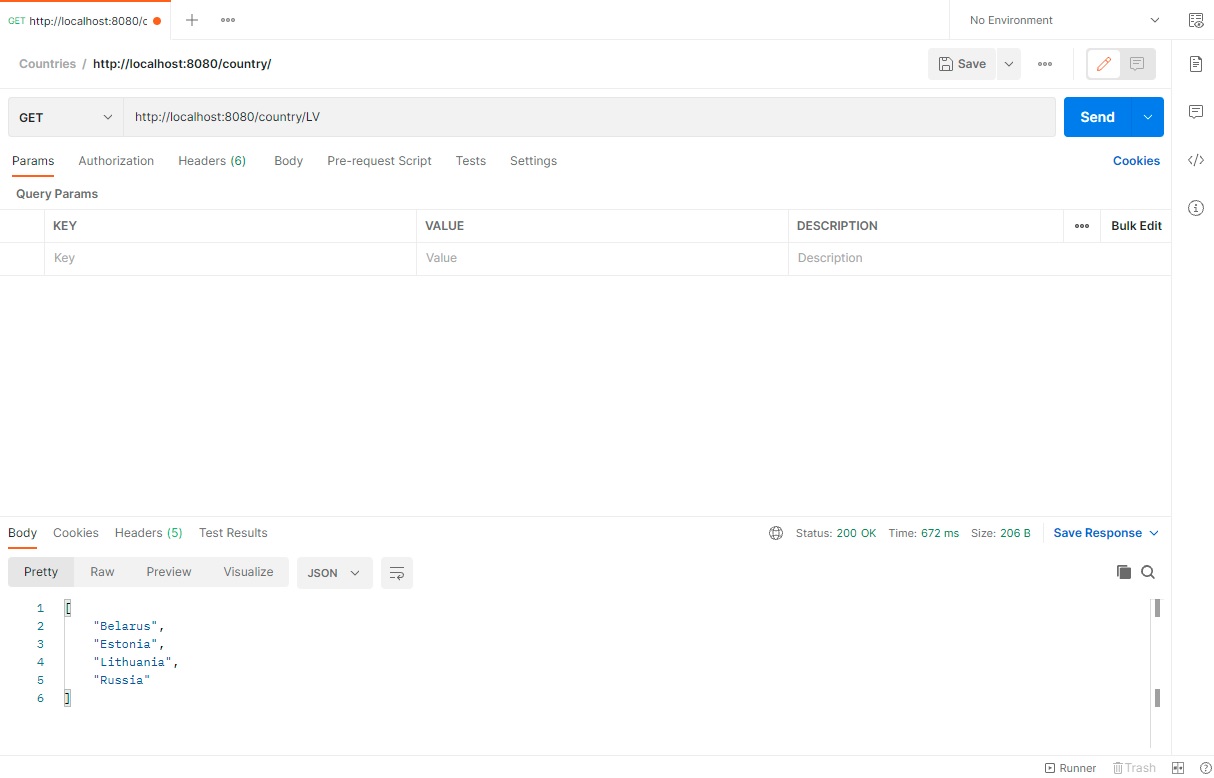 GET http://localhost:8080/c
No Environment
Countries / http://localhost:8080/country/
Save
GET http://localhost:8080/country/LV
Send
Params Authorization Headers (6) Body Pre-request Script Tests Settings Cookies
Query Params
KEY VALUE DESCRIPTION Bulk Edit
Key Value Description
Body Cookies Headers (5) Test Results Status: 200 OK Time: 672 ms Size: 206 B Save Response
Pretty Raw Preview Visualize JSON
1 [
2 "Belarus",
3 "Estonia",
4 "Lithuania",
5 "Russia"
6 ]
Runner Trash